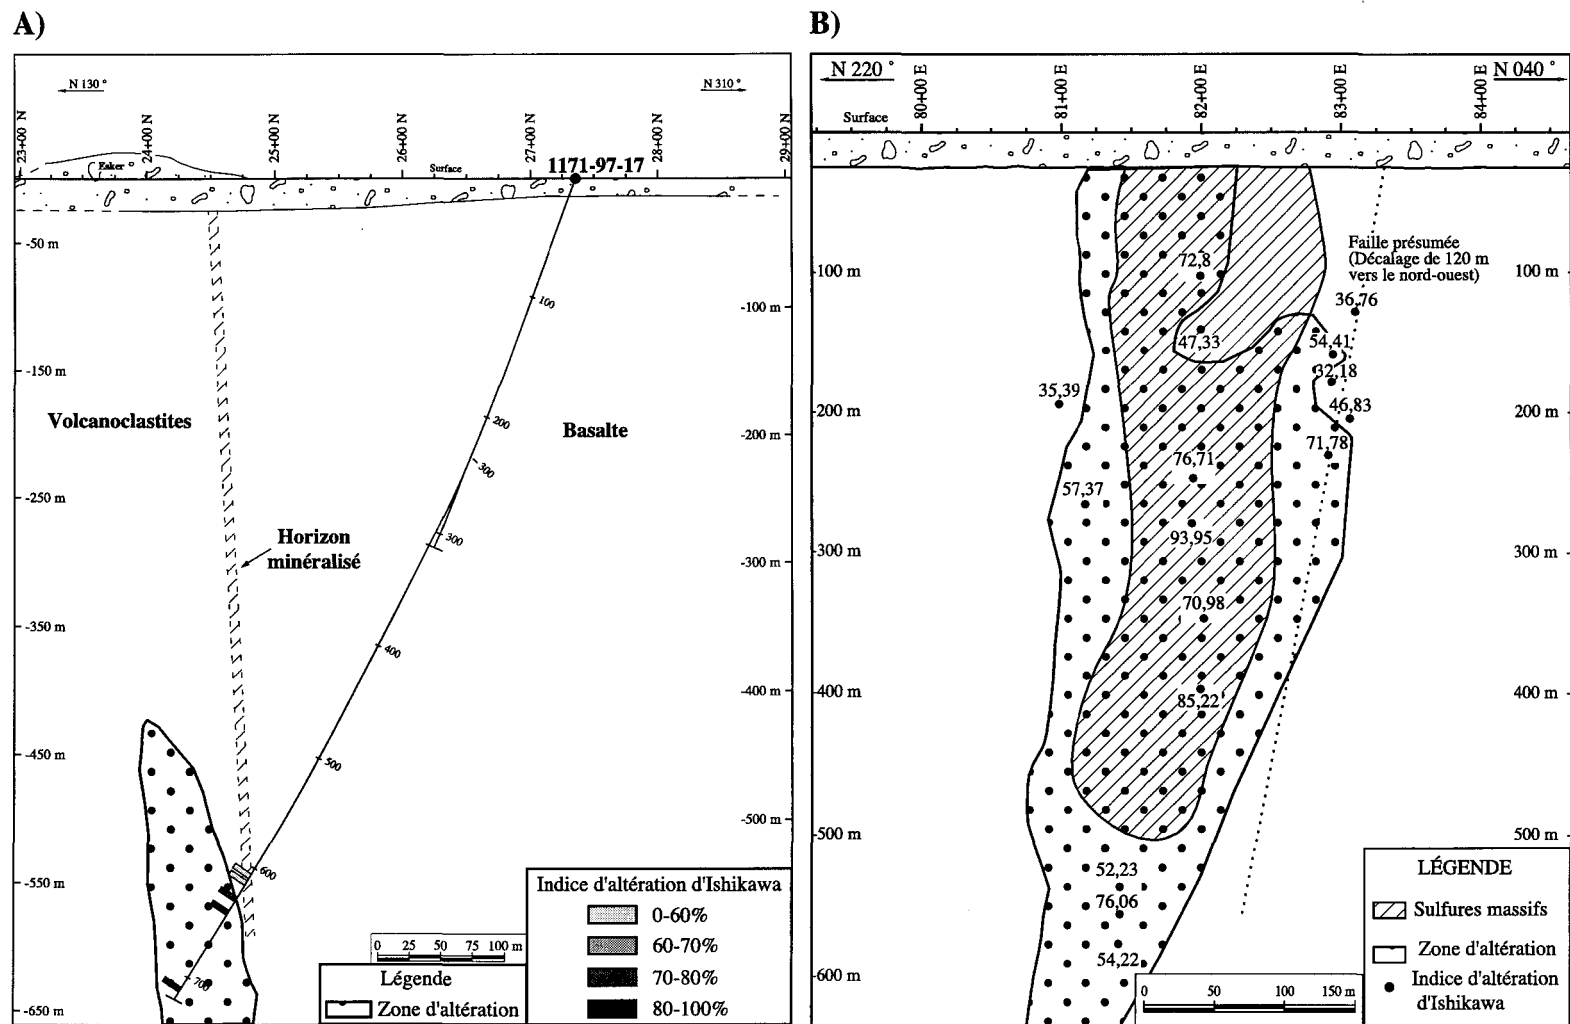 A)
N 130 °
N 310 °
23+00 N
24+00 N
25+00 N
26+00 N
27+00 N
28+00 N
29+00 N
Esker
Surface
1171-97-17
-50 m
-150 m
-250 m
-350 m
-450 m
-550 m
-650 m
-100 m
-200 m
-300 m
-400 m
-500 m
100
200
300
300
400
500
600
700
Volcanoclastites
Basalte
Horizon
minéralisé
0 25 50 75 100 m
Légende
Zone d'altération
Indice d'altération d'Ishikawa
0-60%
60-70%
70-80%
80-100%
B)
N 220 °
N 040 °
80+00 E
81+00 E
82+00 E
83+00 E
84+00 E
Surface
Faille présumée
(Décalage de 120 m
vers le nord-ouest)
100 m
-200 m
-300 m
400 m
500 m
-600 m
100 m
200 m
300 m
400 m
500 m
72,8
36,76
47,33
54,41
32,18
35,39
46,83
71,78
76,71
57,37
93,95
70,98
85,22
52,23
76,06
54,22
0 50 100 150 m
LÉGENDE
Sulfures massifs
Zone d'altération
Indice d'altération
d'Ishikawa